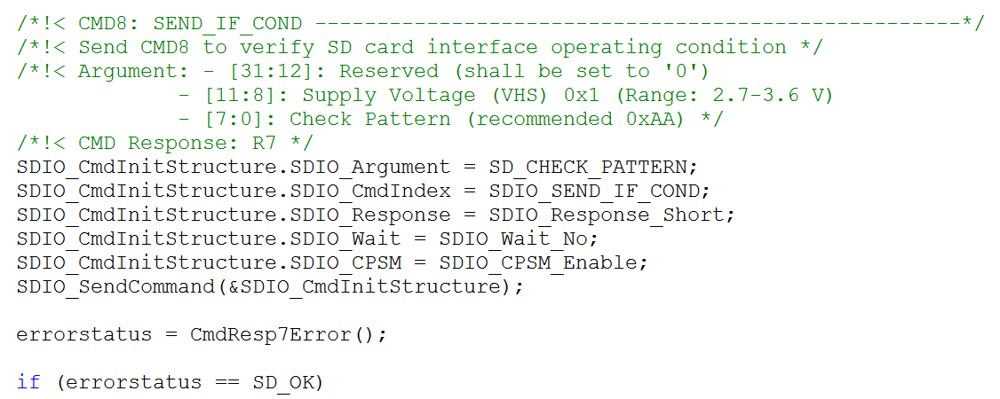 /*!< CMD8: SEND_IF_COND ----------------------------------------------------*/
/*!< Send CMD8 to verify SD card interface operating condition */
/*!< Argument: - [31:12]: Reserved (shall be set to '0')
             - [11:8]: Supply Voltage (VHS) 0x1 (Range: 2.7-3.6 V)
             - [7:0]: Check Pattern (recommended 0xAA) */
/*!< CMD Response: R7 */
SDIO_CmdInitStructure.SDIO_Argument = SD_CHECK_PATTERN;
SDIO_CmdInitStructure.SDIO_CmdIndex = SDIO_SEND_IF_COND;
SDIO_CmdInitStructure.SDIO_Response = SDIO_Response_Short;
SDIO_CmdInitStructure.SDIO_Wait = SDIO_Wait_No;
SDIO_CmdInitStructure.SDIO_CPSM = SDIO_CPSM_Enable;
SDIO_SendCommand(&SDIO_CmdInitStructure);

errorstatus = CmdResp7Error();

if (errorstatus == SD_OK)